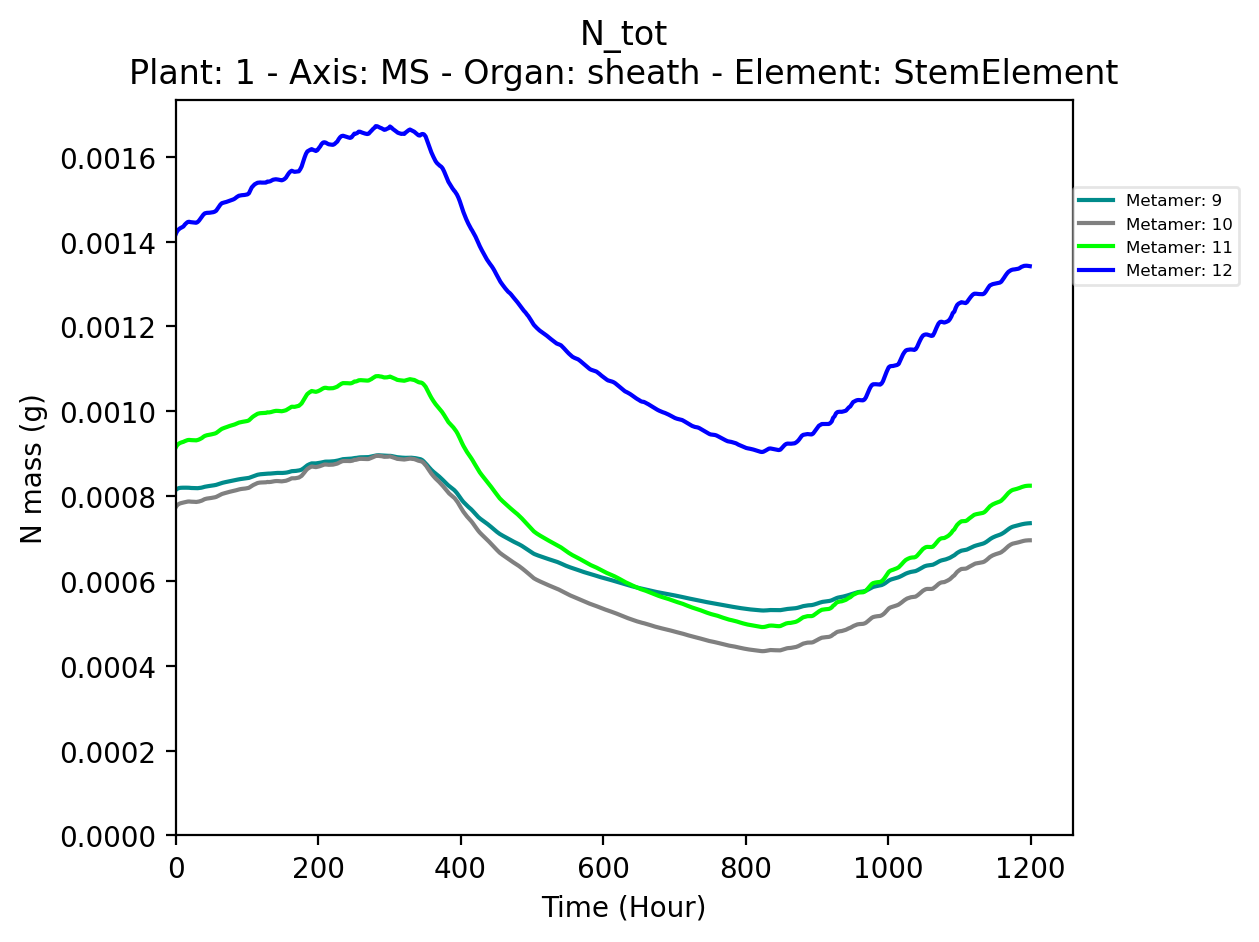 N_tot
Plant: 1 - Axis: MS - Organ: sheath - Element: StemElement
0.0016
0.0014
0.0012
0.0010
0.0008
0.0006
0.0004
0.0002
0.0000
N mass (g)
0 200 400 600 800 1000 1200
Time (Hour)
Metamer: 9
Metamer: 10
Metamer: 11
Metamer: 12